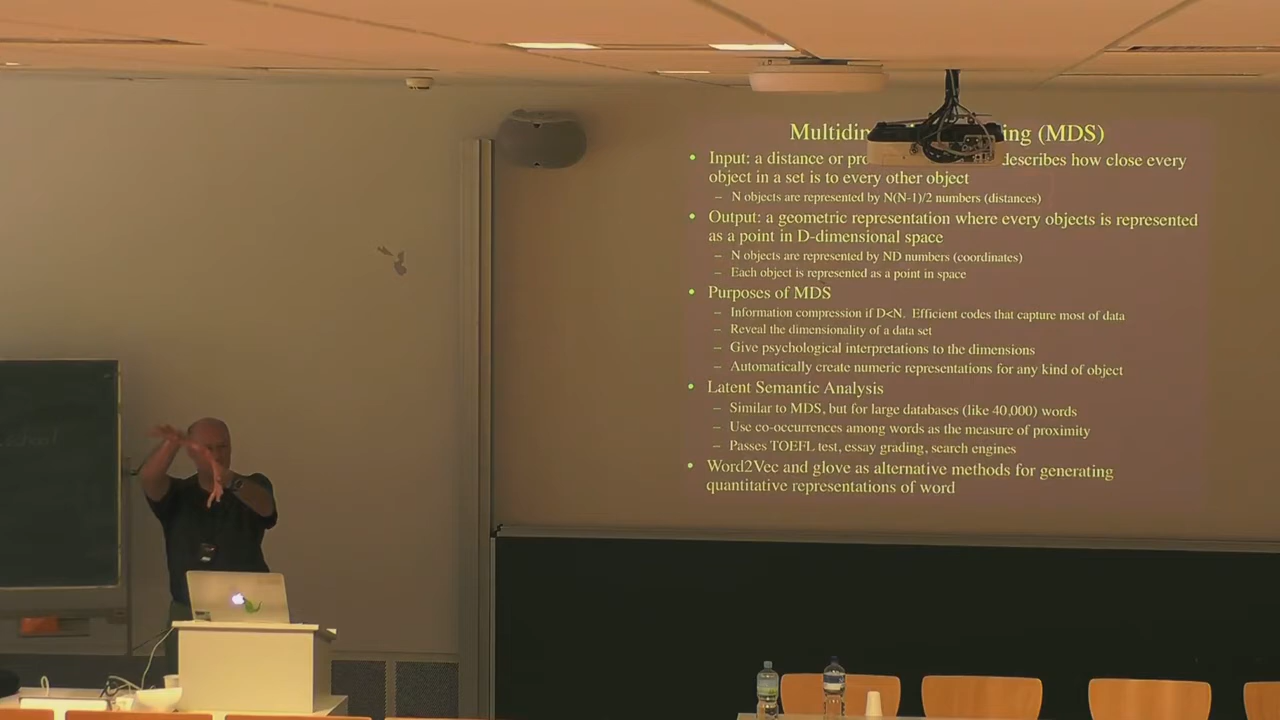 Multidin ing (MDS)
• Input: a distance or pro describes how close every
object in a set is to every other object
– N objects are represented by N(N-1)/2 numbers (distances)
• Output: a geometric representation where every objects is represented
as a point in D-dimensional space
– N objects are represented by ND numbers (coordinates)
– Each object is represented as a point in space
• Purposes of MDS
– Information compression if D<N. Efficient codes that capture most of data
– Reveal the dimensionality of a data set
– Give psychological interpretations to the dimensions
– Automatically create numeric representations for any kind of object
• Latent Semantic Analysis
– Similar to MDS, but for large databases (like 40,000) words
– Use co-occurrences among words as the measure of proximity
– Passes TOEFL test, essay grading, search engines
• Word2Vec and glove as alternative methods for generating
quantitative representations of word